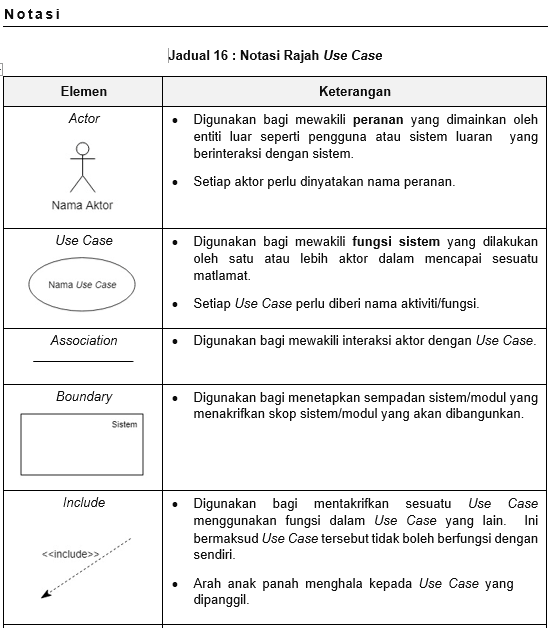 Notasi
Jadual 16 : Notasi Rajah Use Case
Elemen
Keterangan
Actor
Nama Aktor
• Digunakan bagi mewakili peranan yang dimainkan oleh
entiti luar seperti pengguna atau sistem luaran yang
berinteraksi dengan sistem.
• Setiap aktor perlu dinyatakan nama peranan.
Use Case
Nama Use Case
• Digunakan bagi mewakili fungsi sistem yang dilakukan
oleh satu atau lebih aktor dalam mencapai sesuatu
matlamat.
• Setiap Use Case perlu diberi nama aktiviti/fungsi.
Association
• Digunakan bagi mewakili interaksi aktor dengan Use Case.
Boundary
Sistem
• Digunakan bagi menetapkan sempadan sistem/modul yang
menakrifkan skop sistem/modul yang akan dibangunkan.
Include
<<include>>
• Digunakan bagi mentakrifkan sesuatu Use Case
menggunakan fungsi dalam Use Case yang lain. Ini
bermaksud Use Case tersebut tidak boleh berfungsi dengan
sendiri.
• Arah anak panah menghala kepada Use Case yang
dipanggil.